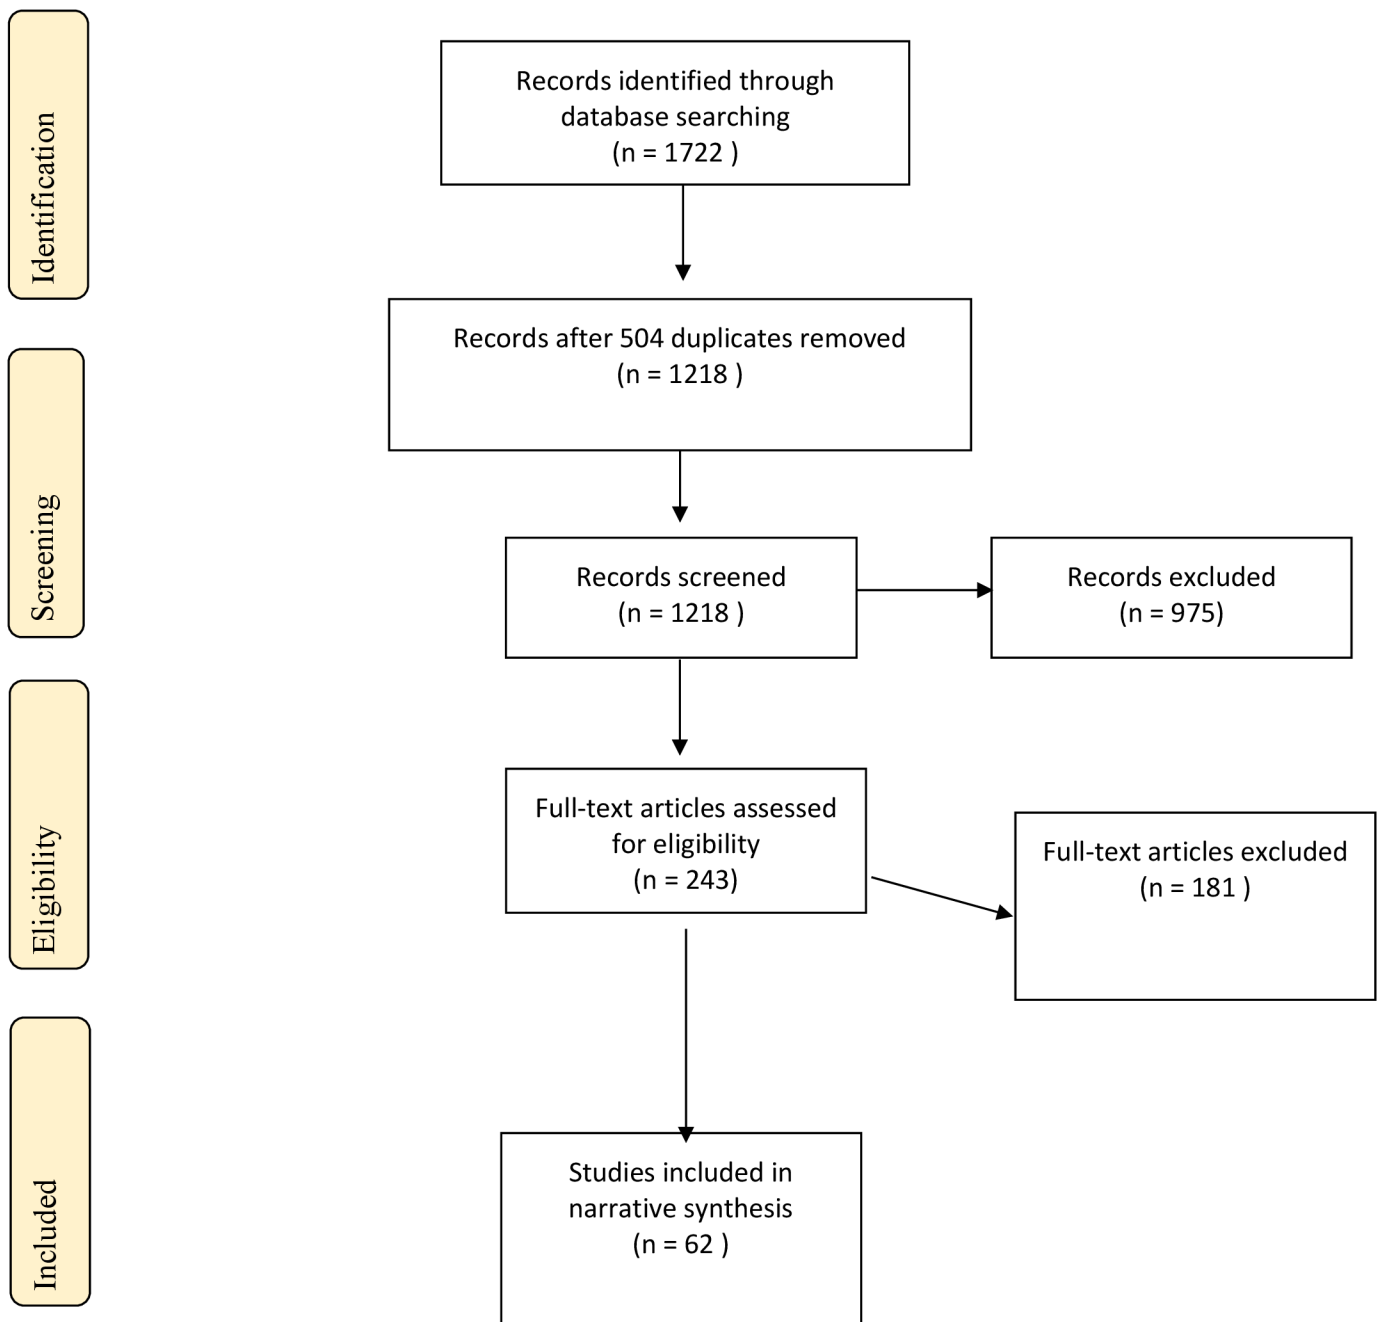 Identification
Records identified through
database searching
(n = 1722 )
Records after 504 duplicates removed
(n = 1218 )
Screening
Records screened
(n = 1218 )
Records excluded
(n = 975)
Eligibility
Full-text articles assessed
for eligibility
(n = 243)
Full-text articles excluded
(n = 181 )
Included
Studies included in
narrative synthesis
(n = 62 )